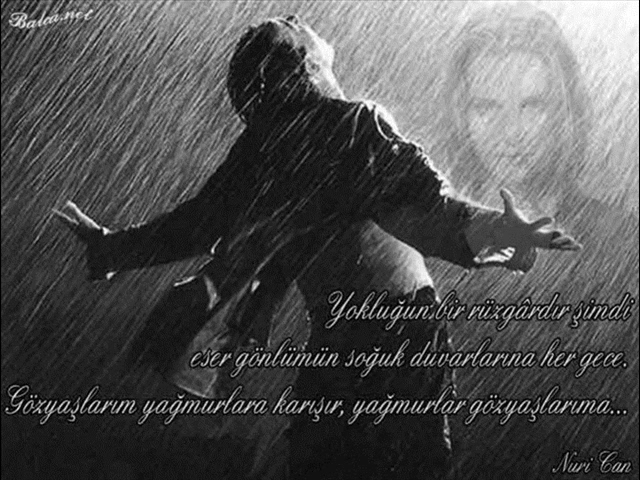 Balca.net
Yokluğun bir rüzgârdır şimdi
eser gönlümün soğuk duvarlarına her gece.
Gözyaşlarım yağmurlara karışır, yağmurlar gözyaşlarıma...
Nuri Can